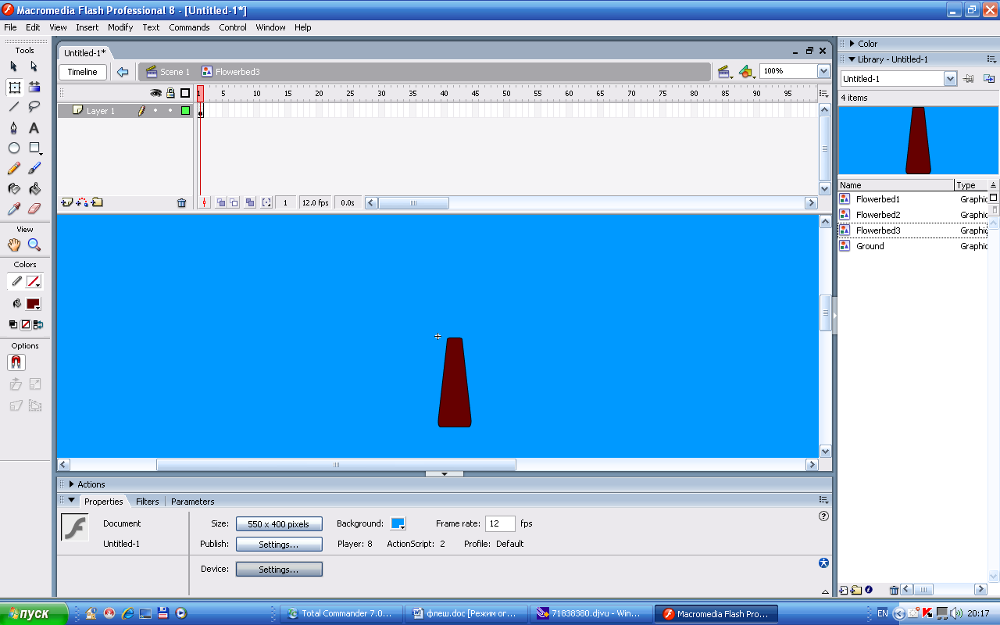 Macromedia Flash Professional 8 - [Untitled-1*]
File Edit View Insert Modify Text Commands Control Window Help
Tools
Untitled-1*
Timeline Scene 1 Flowerbed3 100%
1 5 10 15 20 25 30 35 40 45 50 55 60 65 70 75 80 85 90 95
Layer 1
1 12.0 fps 0.0s
View
Colors
Options
Color
Library - Untitled-1
Untitled-1
4 items
Name Type
Flowerbed1 Graphic
Flowerbed2 Graphic
Flowerbed3 Graphic
Ground Graphic
Actions
Properties Filters Parameters
Document Size: 550 x 400 pixels Background: Frame rate: 12 fps
Untitled-1 Publish: Settings... Player: 8 ActionScript: 2 Profile: Default
Device: Settings...
пуск Total Commander 7.0... флеш.doc [Режим ог... 71838380.djvu - Win... Macromedia Flash Pro... EN 20:17